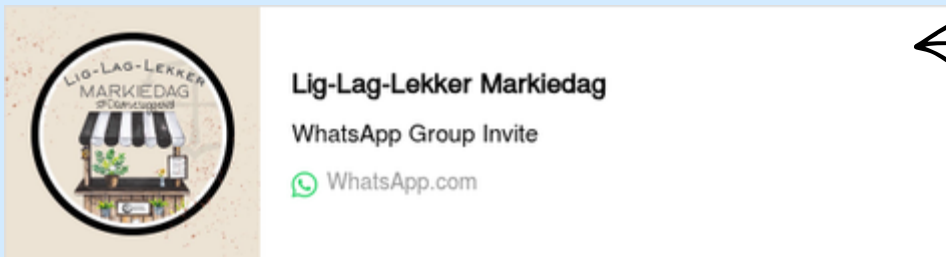 LIG-LAG-LEKKER
MARKIEDAG
Lig-Lag-Lekker Markiedag
WhatsApp Group Invite
WhatsApp.com